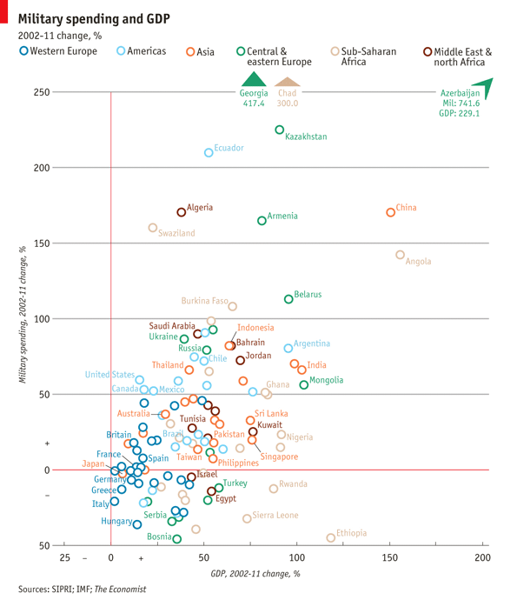 Military spending and GDP
2002-11 change, %
Western Europe
Americas
Asia
Central &
eastern Europe
Sub-Saharan
Africa
Middle East &
north Africa
Georgia
417.4
Chad
300.0
Azerbaijan
Mil: 741.6
GDP: 229.1
250
Kazakhstan
Ecuador
200
Algeria
China
Armenia
Swaziland
150
Angola
Belarus
Burkina Faso
100
Saudi Arabia
Indonesia
Ukraine
Bahrain
Russia
Argentina
Chile
Jordan
Thailand
India
United States
Mongolia
Canada
Mexico
Ghana
50
Australia
Tunisia
Sri Lanka
Kuwait
Britain
Brazil
Pakistan
Nigeria
France
Spain
Taiwan
Singapore
Japan
Philippines
0
Germany
Israel
Greece
Turkey
Rwanda
Italy
Egypt
Serbia
Sierra Leone
Hungary
Bosnia
Ethiopia
50
25
–
0
+
50
100
150
200
Military spending, 2002-11 change, %
GDP, 2002-11 change, %
Sources: SIPRI; IMF; The Economist